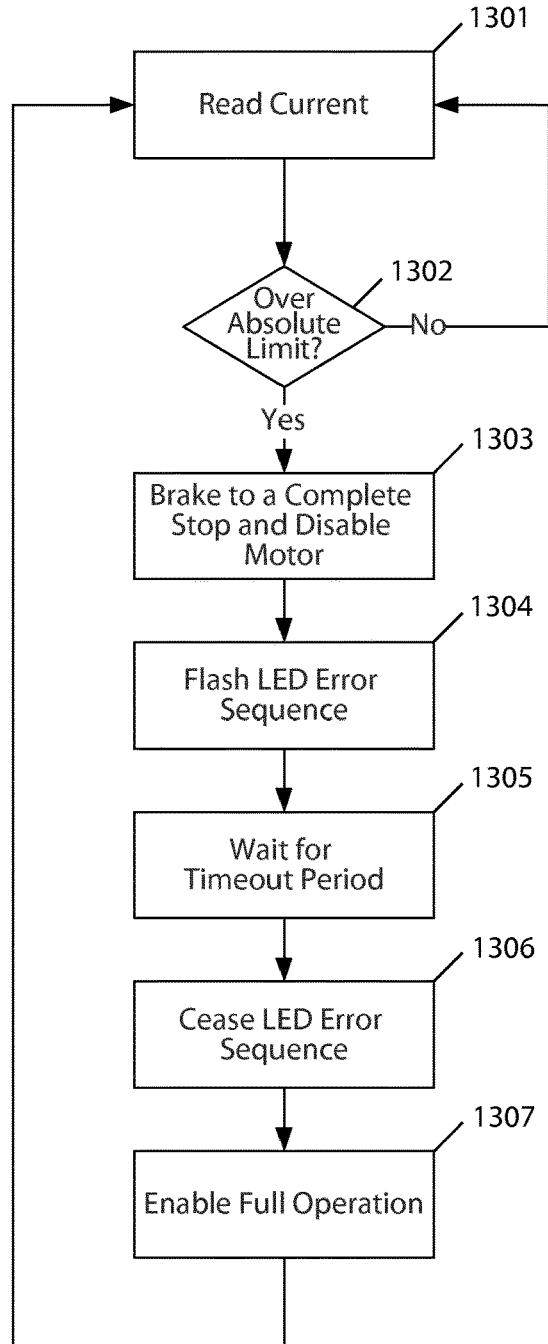 1301
Read Current
1302
Over
Absolute
Limit?
No
Yes
1303
Brake to a Complete
Stop and Disable
Motor
1304
Flash LED Error
Sequence
1305
Wait for
Timeout Period
1306
Cease LED Error
Sequence
1307
Enable Full Operation